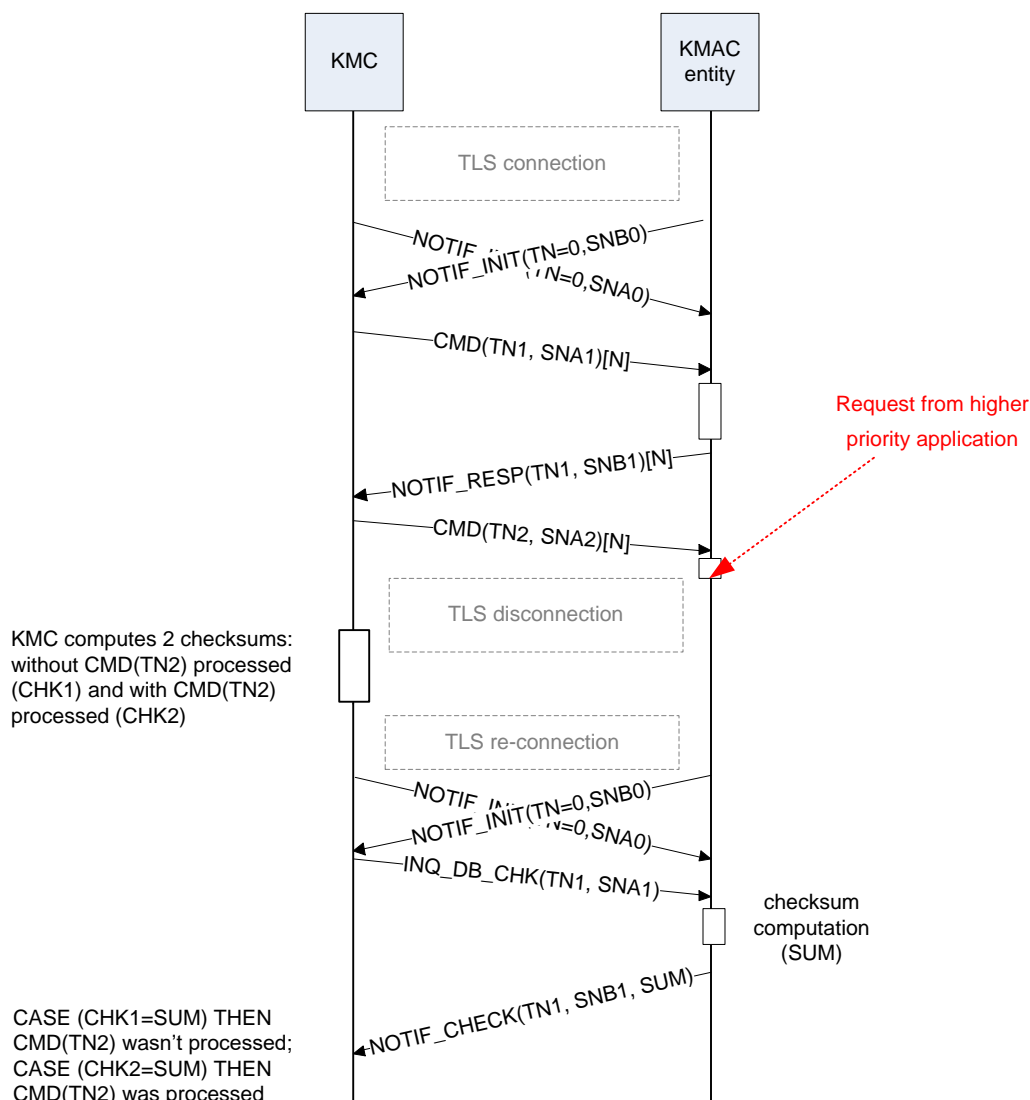 KMC
KMAC
entity
TLS connection
NOTIF_
(TN=0,SNA0)
NOTIF_INIT(TN=0,SNB0)
CMD(TN1, SNA1)[N]
Request from higher
priority application
NOTIF_RESP(TN1, SNB1)[N]
CMD(TN2, SNA2)[N]
TLS disconnection
KMC computes 2 checksums:
without CMD(TN2) processed
(CHK1) and with CMD(TN2)
processed (CHK2)
TLS re-connection
NOTIF_
=0,SNA0)
NOTIF_INIT(TN=0,SNB0)
INQ_DB_CHK(TN1, SNA1)
checksum
computation
(SUM)
NOTIF_CHECK(TN1, SNB1, SUM)
CASE (CHK1=SUM) THEN
CMD(TN2) wasn't processed;
CASE (CHK2=SUM) THEN
CMD(TN2) was processed